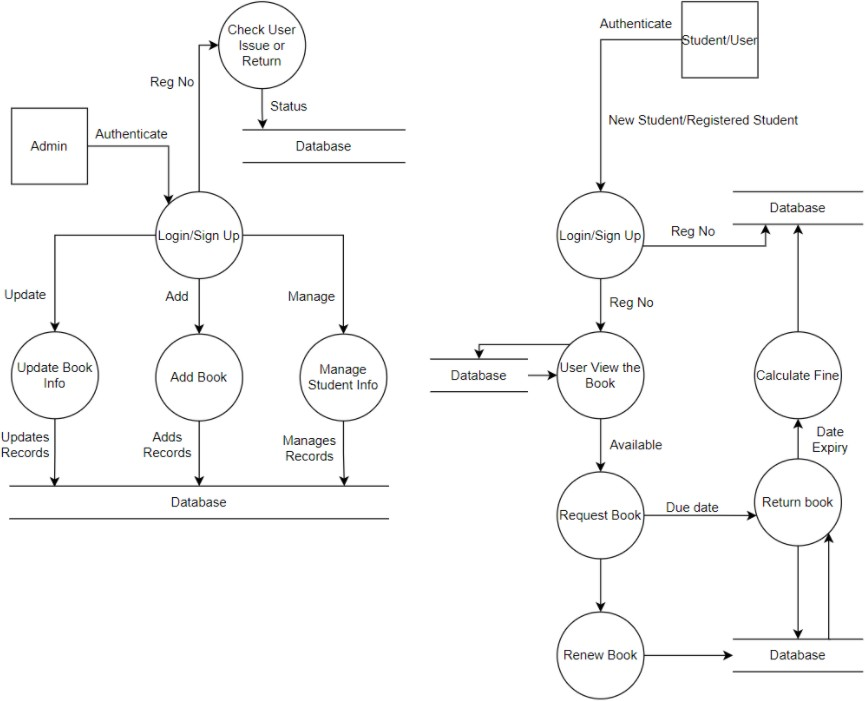 Check User
Issue or
Return
Reg No
Status
Database
Admin
Authenticate
Login/Sign Up
Update
Add
Manage
Update Book
Info
Add Book
Manage
Student Info
Updates
Records
Adds
Records
Manages
Records
Database
Authenticate
Student/User
New Student/Registered Student
Login/Sign Up
Reg No
Database
Reg No
Database
User View the
Book
Calculate Fine
Available
Date
Expiry
Request Book
Due date
Return book
Renew Book
Database